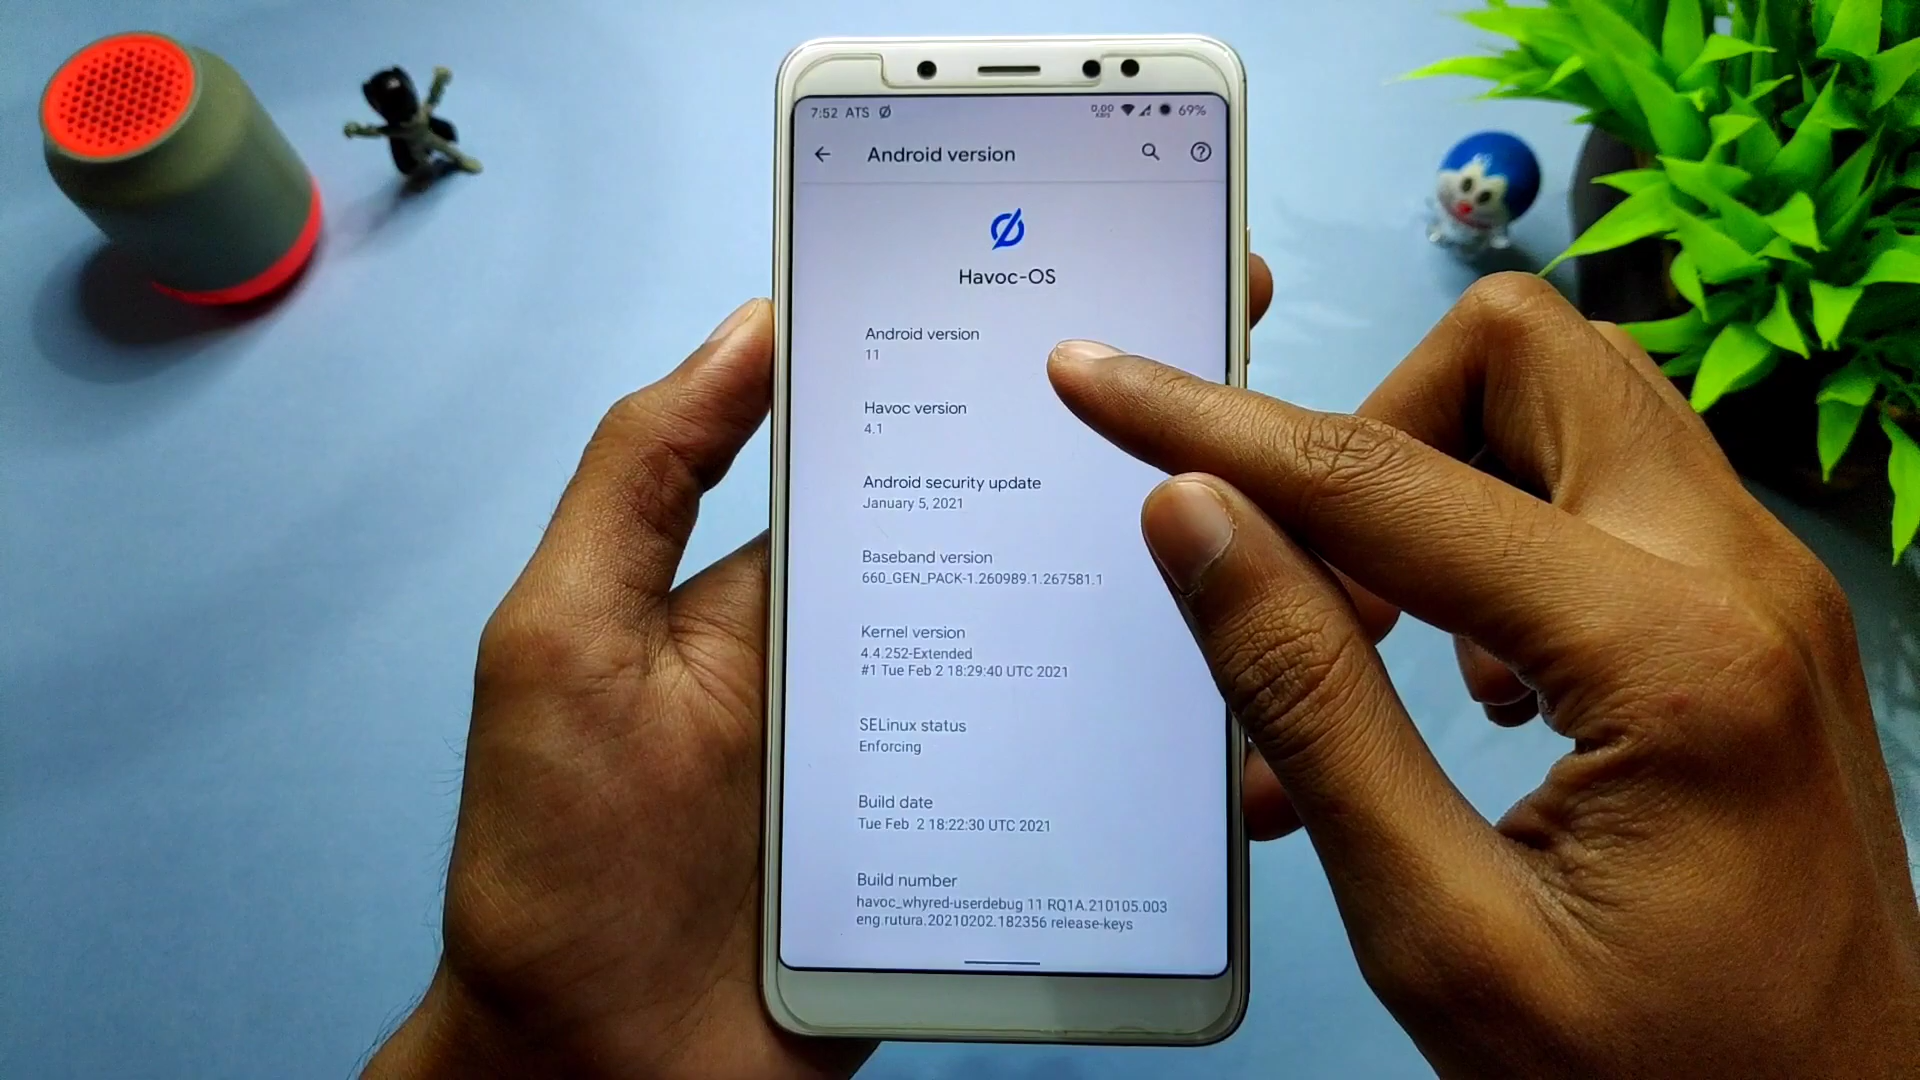 7:52 ATS 0.00 KB/S 69%
Android version
Havoc-OS
Android version
11
Havoc version
4.1
Android security update
January 5, 2021
Baseband version
660_GEN_PACK-1.260989.1.267581.1
Kernel version
4.4.252-Extended
#1 Tue Feb 2 18:29:40 UTC 2021
SELinux status
Enforcing
Build date
Tue Feb  2 18:22:30 UTC 2021
Build number
havoc_whyred-userdebug 11 RQ1A.210105.003
eng.rutura.20210202.182356 release-keys